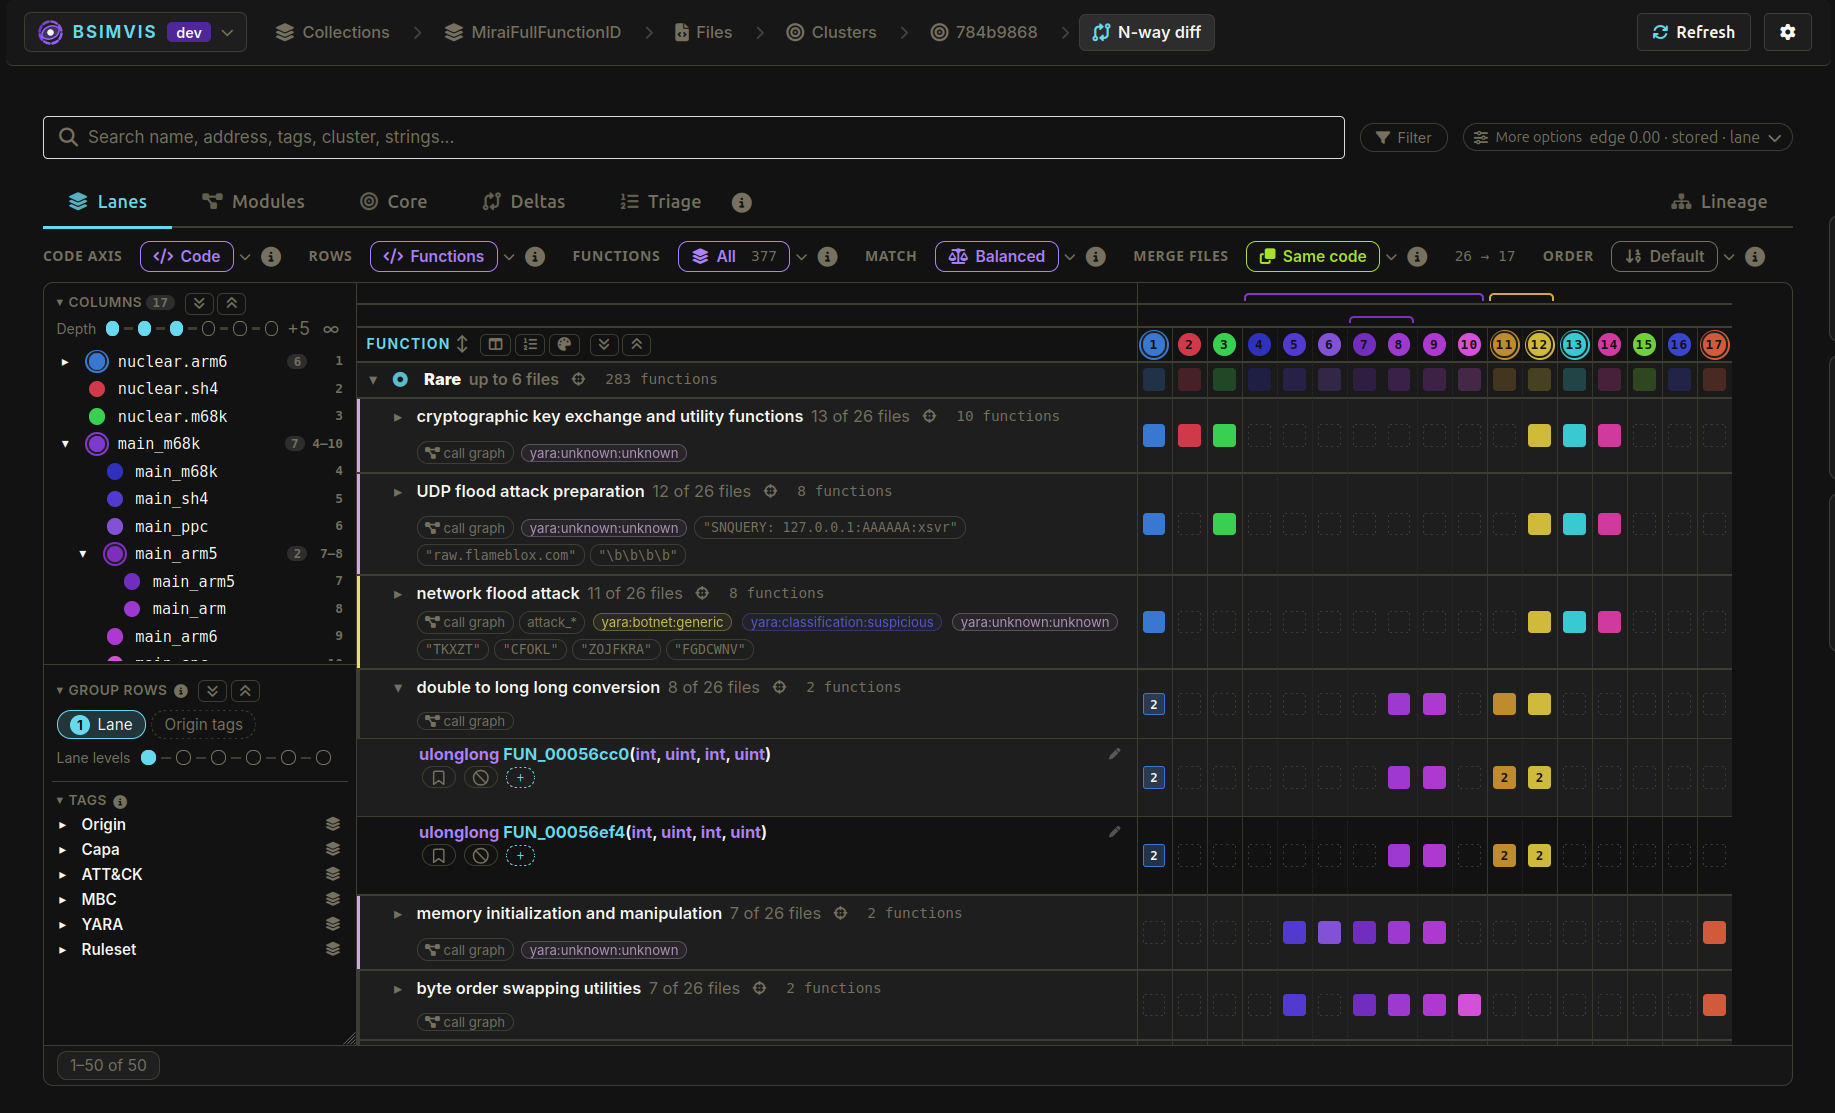 BSIMVIS dev
Collections > MiraiFullFunctionID > Files > Clusters > 784b9868 > N-way diff
Refresh
Search name, address, tags, cluster, strings...
Filter
More options edge 0.00 · stored · lane
Lanes Modules Core Deltas Triage Lineage
CODE AXIS Code ROWS Functions FUNCTIONS All 377 MATCH Balanced MERGE FILES Same code 26 → 17 ORDER Default
COLUMNS 17
Depth +5 ∞
nuclear.arm6 6 1
nuclear.sh4 2
nuclear.m68k 3
main_m68k 7 4–10
main_m68k 4
main_sh4 5
main_ppc 6
main_arm5 2 7–8
main_arm5 7
main_arm 8
main_arm6 9
GROUP ROWS
1 Lane Origin tags
Lane levels
TAGS
Origin
Capa
ATT&CK
MBC
YARA
Ruleset
FUNCTION 1 2 3 4 5 6 7 8 9 10 11 12 13 14 15 16 17
Rare up to 6 files 283 functions
cryptographic key exchange and utility functions 13 of 26 files 10 functions
call graph yara:unknown:unknown
UDP flood attack preparation 12 of 26 files 8 functions
call graph yara:unknown:unknown "SNQUERY: 127.0.0.1:AAAAAA:xsvr"
"raw.flameblox.com" "\b\b\b\b"
network flood attack 11 of 26 files 8 functions
call graph attack_* yara:botnet:generic yara:classification:suspicious yara:unknown:unknown
"TKXZT" "CFOKL" "ZOJFKRA" "FGDCWNV"
double to long long conversion 8 of 26 files 2 functions
call graph
2
ulonglong FUN_00056cc0(int, uint, int, uint)
+
2 2 2
ulonglong FUN_00056ef4(int, uint, int, uint)
+
2 2 2
memory initialization and manipulation 7 of 26 files 2 functions
call graph yara:unknown:unknown
byte order swapping utilities 7 of 26 files 2 functions
call graph
1–50 of 50